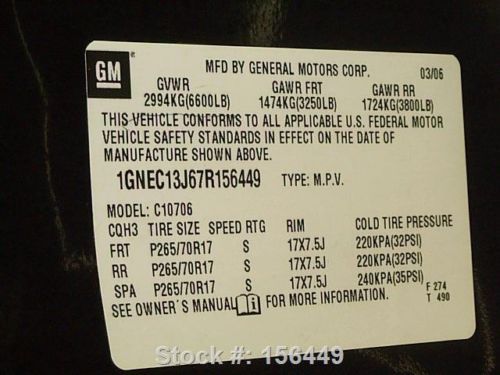 GM MFD BY GENERAL MOTORS CORP. 03/06
GVWR GAWR FRT GAWR RR
2994KG(6600LB) 1474KG(3250LB) 1724KG(3800LB)
THIS VEHICLE CONFORMS TO ALL APPLICABLE U.S. FEDERAL MOTOR
VEHICLE SAFETY STANDARDS IN EFFECT ON THE DATE OF
MANUFACTURE SHOWN ABOVE.
1GNEC13J67R156449 TYPE: M.P.V.
MODEL: C10706
CQH3 TIRE SIZE SPEED RTG RIM COLD TIRE PRESSURE
FRT P265/70R17 S 17X7.5J 220KPA(32PSI)
RR P265/70R17 S 17X7.5J 220KPA(32PSI)
SPA P265/70R17 S 17X7.5J 240KPA(35PSI)
SEE OWNER'S MANUAL FOR MORE INFORMATION.
F 274
T 490
Stock #: 156449